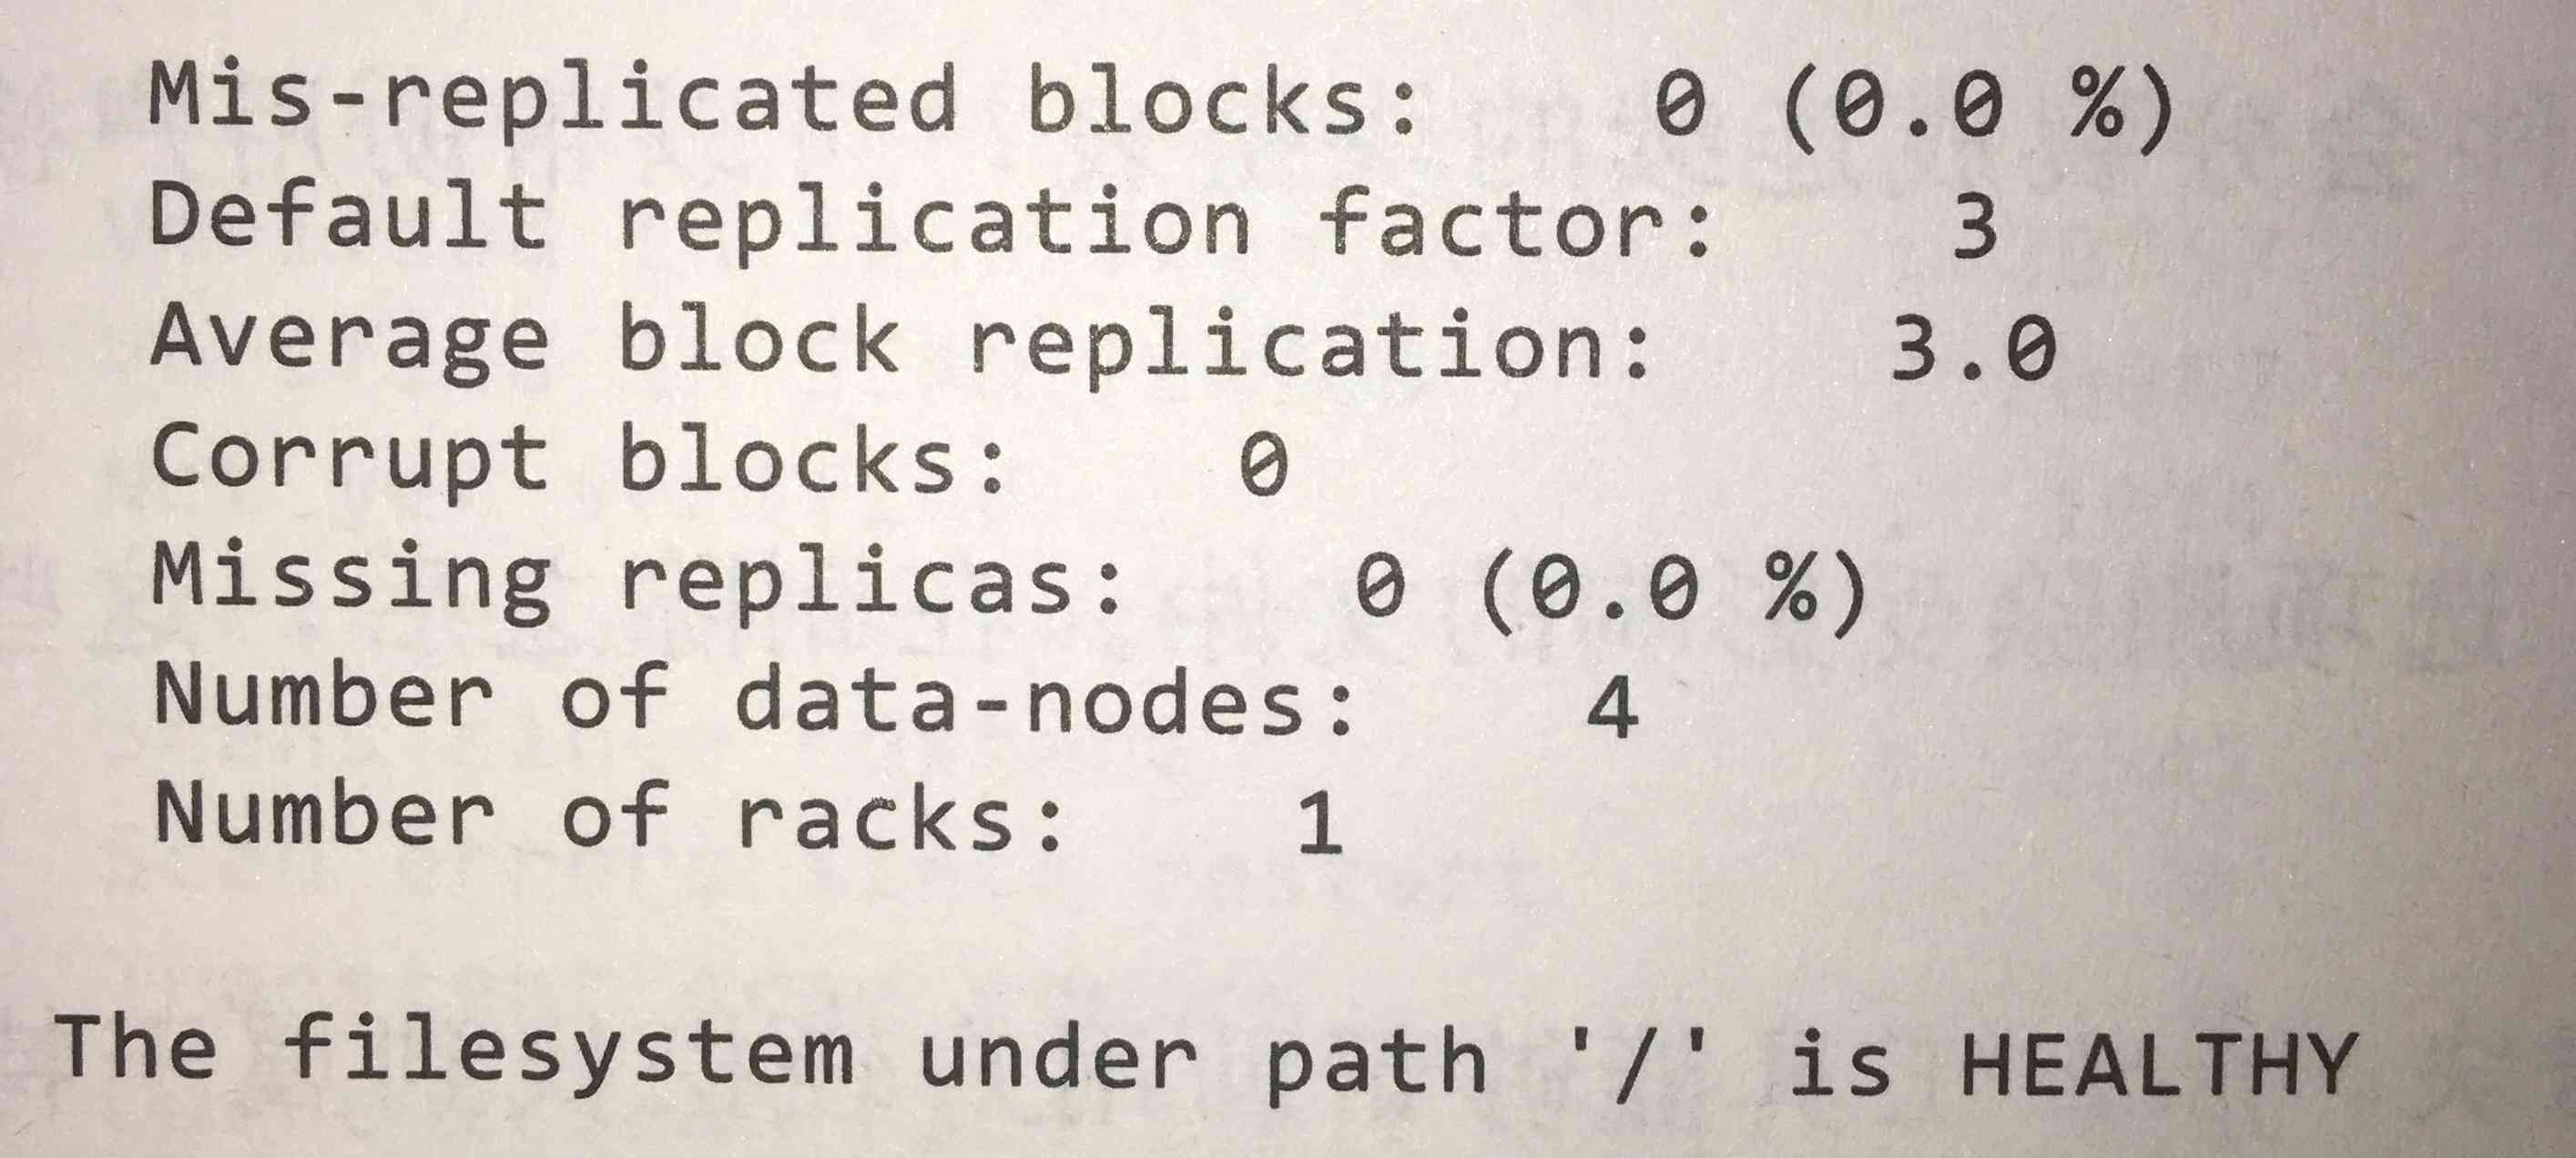 Mis-replicated blocks: 0 (0.0 %)
Default replication factor: 3
Average block replication: 3.0
Corrupt blocks: 0
Missing replicas: 0 (0.0 %)
Number of data-nodes: 4
Number of racks: 1
The filesystem under path '/' is HEALTHY